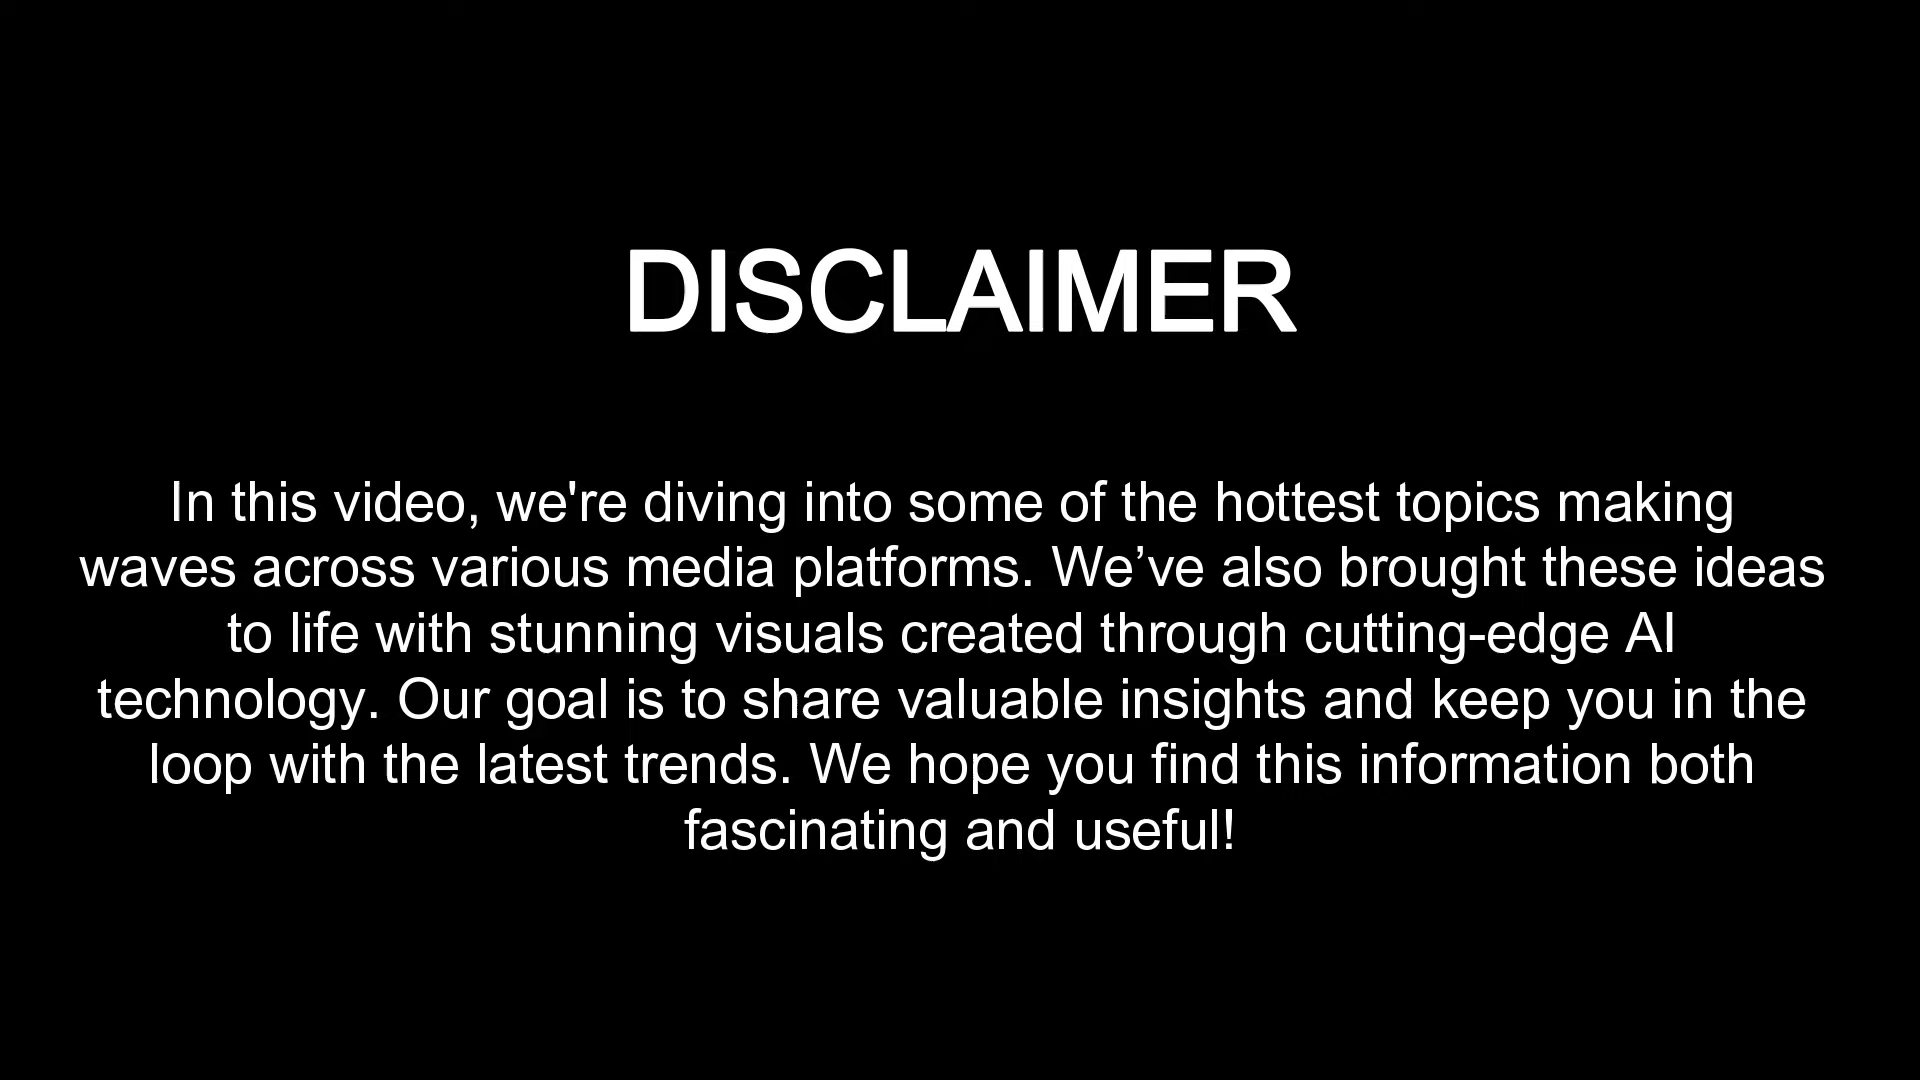 DISCLAIMER
In this video, we're diving into some of the hottest topics making
waves across various media platforms. We’ve also brought these ideas
to life with stunning visuals created through cutting-edge AI
technology. Our goal is to share valuable insights and keep you in the
loop with the latest trends. We hope you find this information both
fascinating and useful!